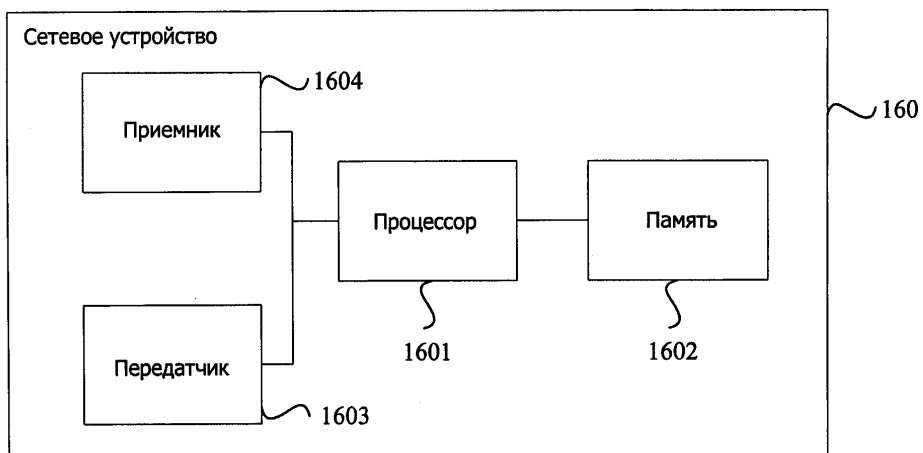 Сетевое устройство
1604
Приемник
160
Процессор
Память
1601
1602
Передатчик
1603